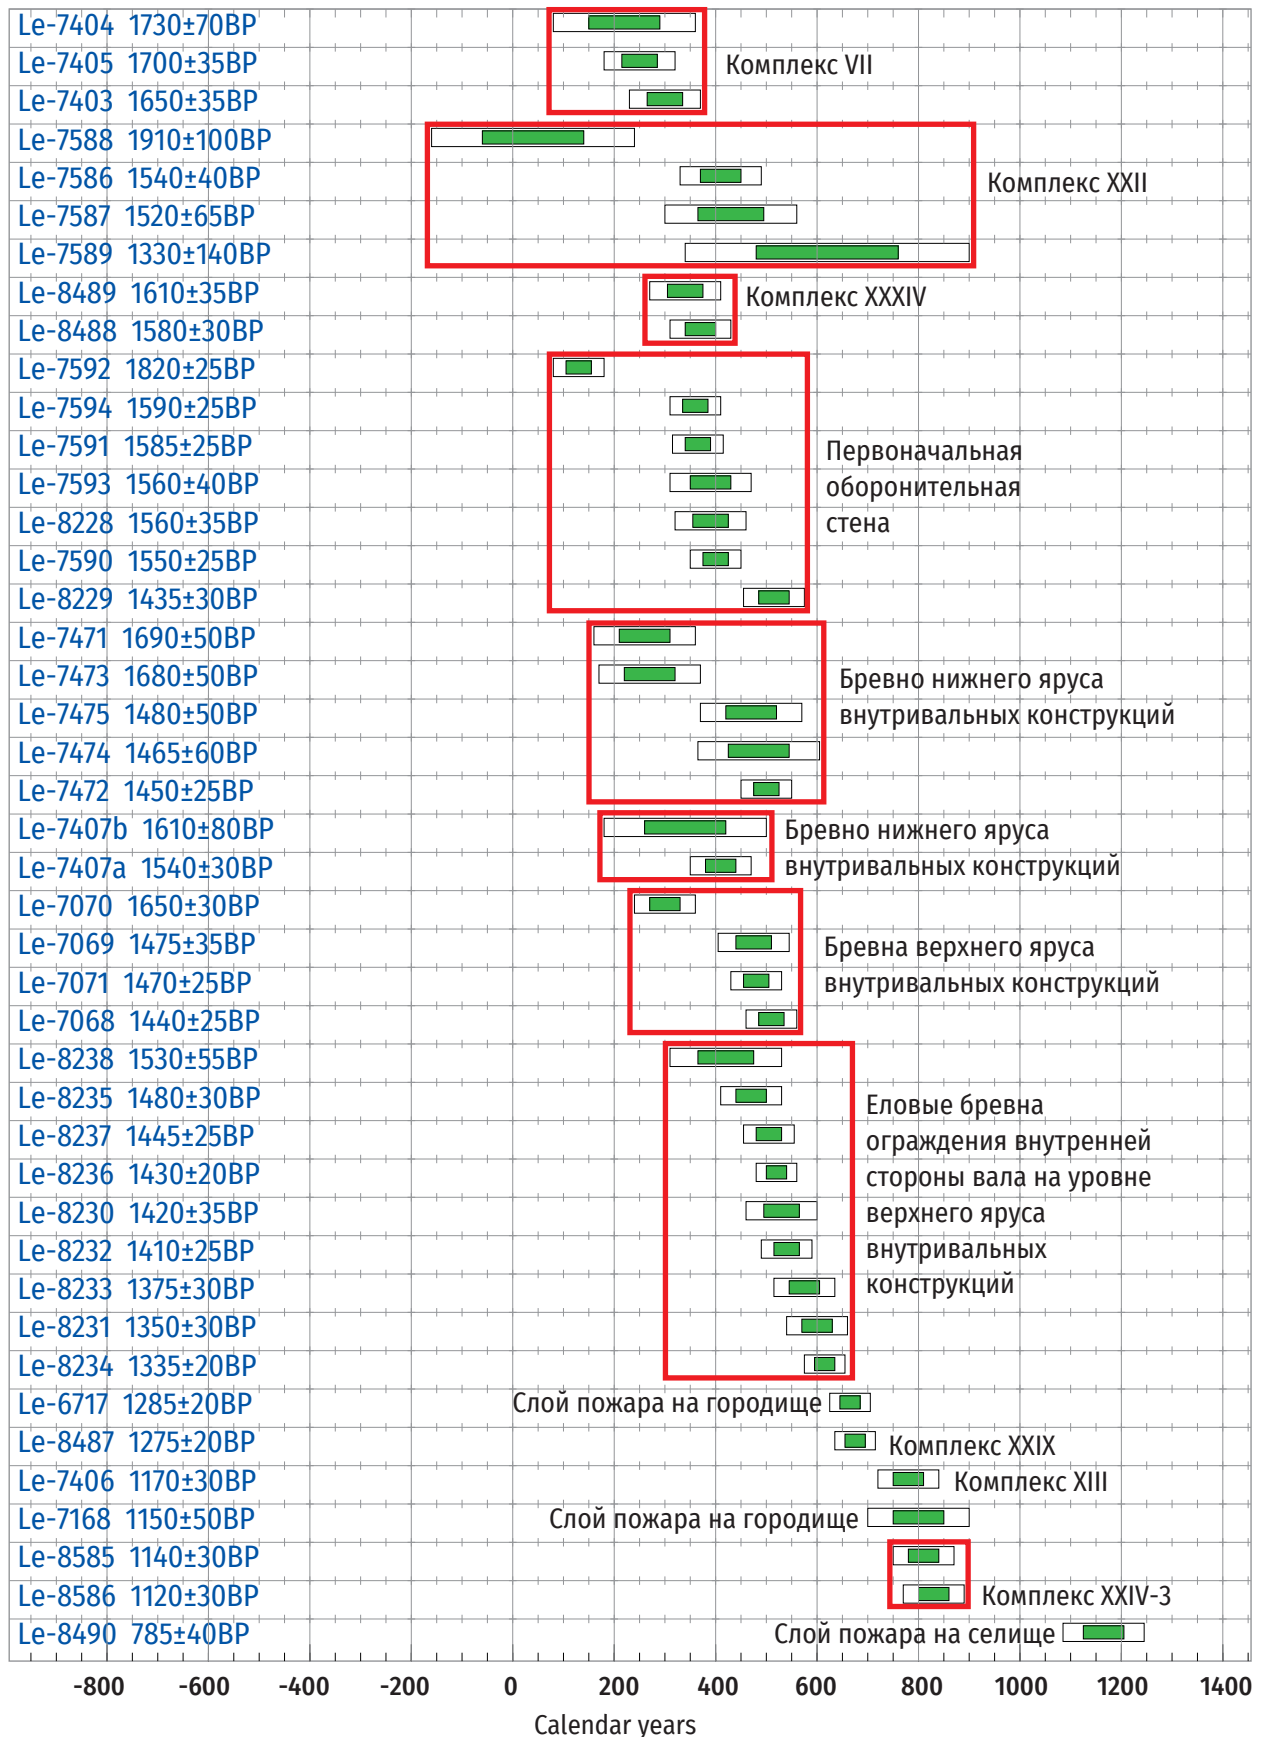 Le-7404 1730±70BP
Le-7405 1700±35BP
Комплекс VII
Le-7403 1650±35BP
Le-7588 1910±100BP
Le-7586 1540±40BP
Комплекс XXII
Le-7587 1520±65BP
Le-7589 1330±140BP
Le-8489 1610±35BP
Комплекс XXXIV
Le-8488 1580±30BP
Le-7592 1820±25BP
Le-7594 1590±25BP
Le-7591 1585±25BP
Le-7593 1560±40BP
Le-8228 1560±35BP
Le-7590 1550±25BP
Le-8229 1435±30BP
Первоначальная
оборонительная
стена
Le-7471 1690±50BP
Le-7473 1680±50BP
Le-7475 1480±50BP
Le-7474 1465±60BP
Le-7472 1450±25BP
Бревно нижнего яруса
внутривальных конструкций
Le-7407b 1610±80BP
Le-7407a 1540±30BP
Бревно нижнего яруса
внутривальных конструкций
Le-7070 1650±30BP
Le-7069 1475±35BP
Le-7071 1470±25BP
Le-7068 1440±25BP
Бревна верхнего яруса
внутривальных конструкций
Le-8238 1530±55BP
Le-8235 1480±30BP
Le-8237 1445±25BP
Le-8236 1430±20BP
Le-8230 1420±35BP
Le-8232 1410±25BP
Le-8233 1375±30BP
Le-8231 1350±30BP
Le-8234 1335±20BP
Еловые бревна
ограждения внутренней
стороны вала на уровне
верхнего яруса
внутривальных
конструкций
Le-6717 1285±20BP
Слой пожара на городище
Le-8487 1275±20BP
Комплекс XXIX
Le-7406 1170±30BP
Комплекс XIII
Le-7168 1150±50BP
Слой пожара на городище
Le-8585 1140±30BP
Le-8586 1120±30BP
Комплекс XXIV-3
Le-8490 785±40BP
Слой пожара на селище
-800 -600 -400 -200 0 200 400 600 800 1000 1200 1400
Calendar years